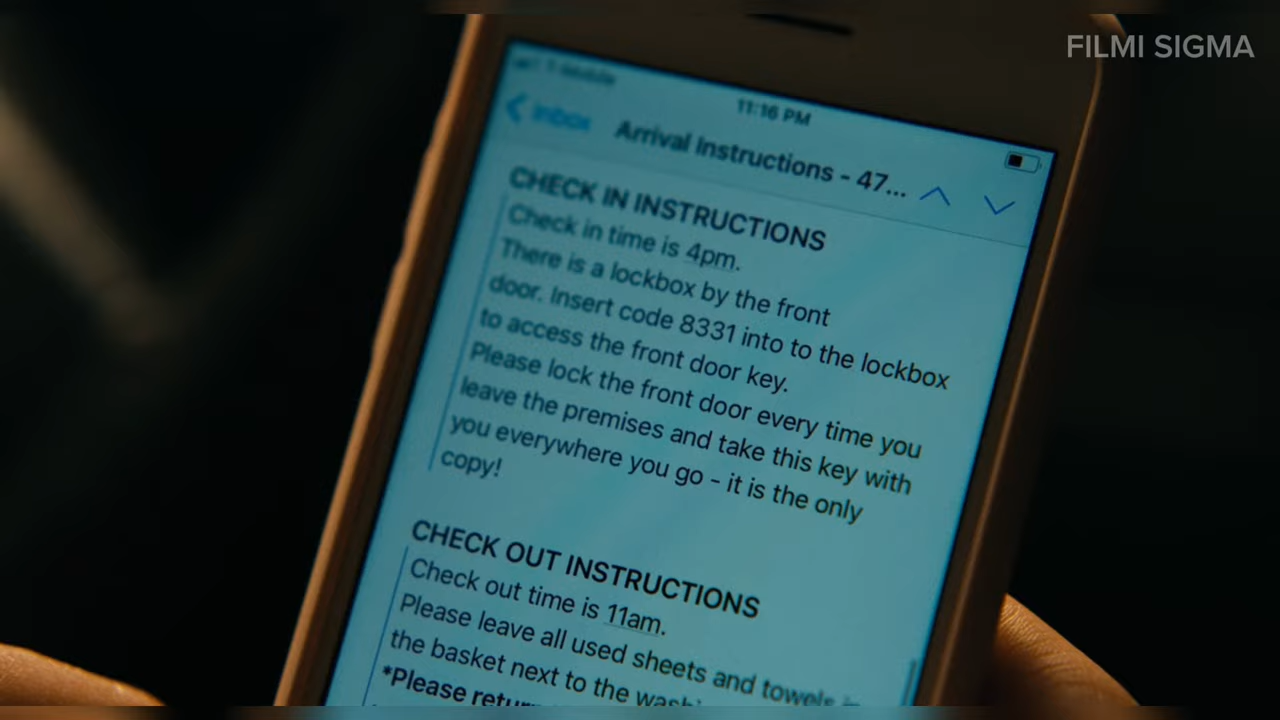 FILMI SIGMA
11:16 PM
Inbox
Arrival Instructions - 47...
CHECK IN INSTRUCTIONS
Check in time is 4pm.
There is a lockbox by the front
door. Insert code 8331 into to the lockbox
to access the front door key.
Please lock the front door every time you
leave the premises and take this key with
you everywhere you go - it is the only
copy!
CHECK OUT INSTRUCTIONS
Check out time is 11am.
Please leave all used sheets and towels in
the basket next to the
*Please